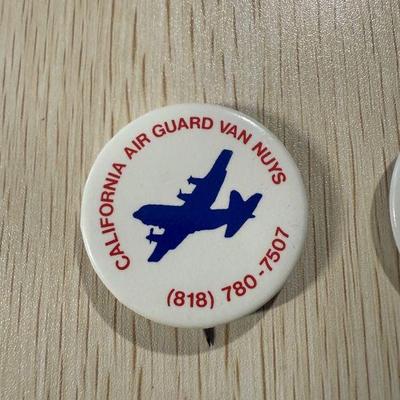 CALIFORNIA AIR GUARD VAN NUYS
(818) 780-7507